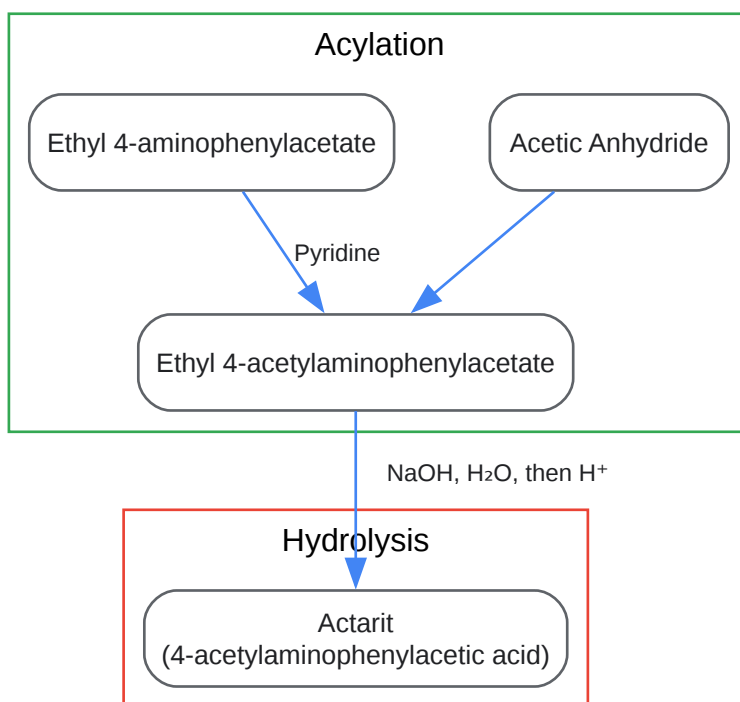 Acylation
Ethyl 4-aminophenylacetate
Acetic Anhydride
Pyridine
Ethyl 4-acetylaminophenylacetate
NaOH, H₂O, then H⁺
Hydrolysis
Actarit
(4-acetylaminophenylacetic acid)